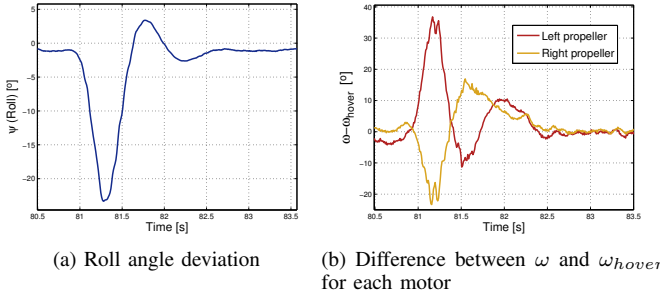 5
0
−5
−10
−15
−20
ψ (Roll) [º]
80.5 81 81.5 82 82.5 83 83.5
Time [s]
(a) Roll angle deviation
40
30
20
10
0
−10
−20
ω−ωhover [º]
Left propeller
Right propeller
80.5 81 81.5 82 82.5 83 83.5
Time [s]
(b) Difference between ω and ωhover
for each motor